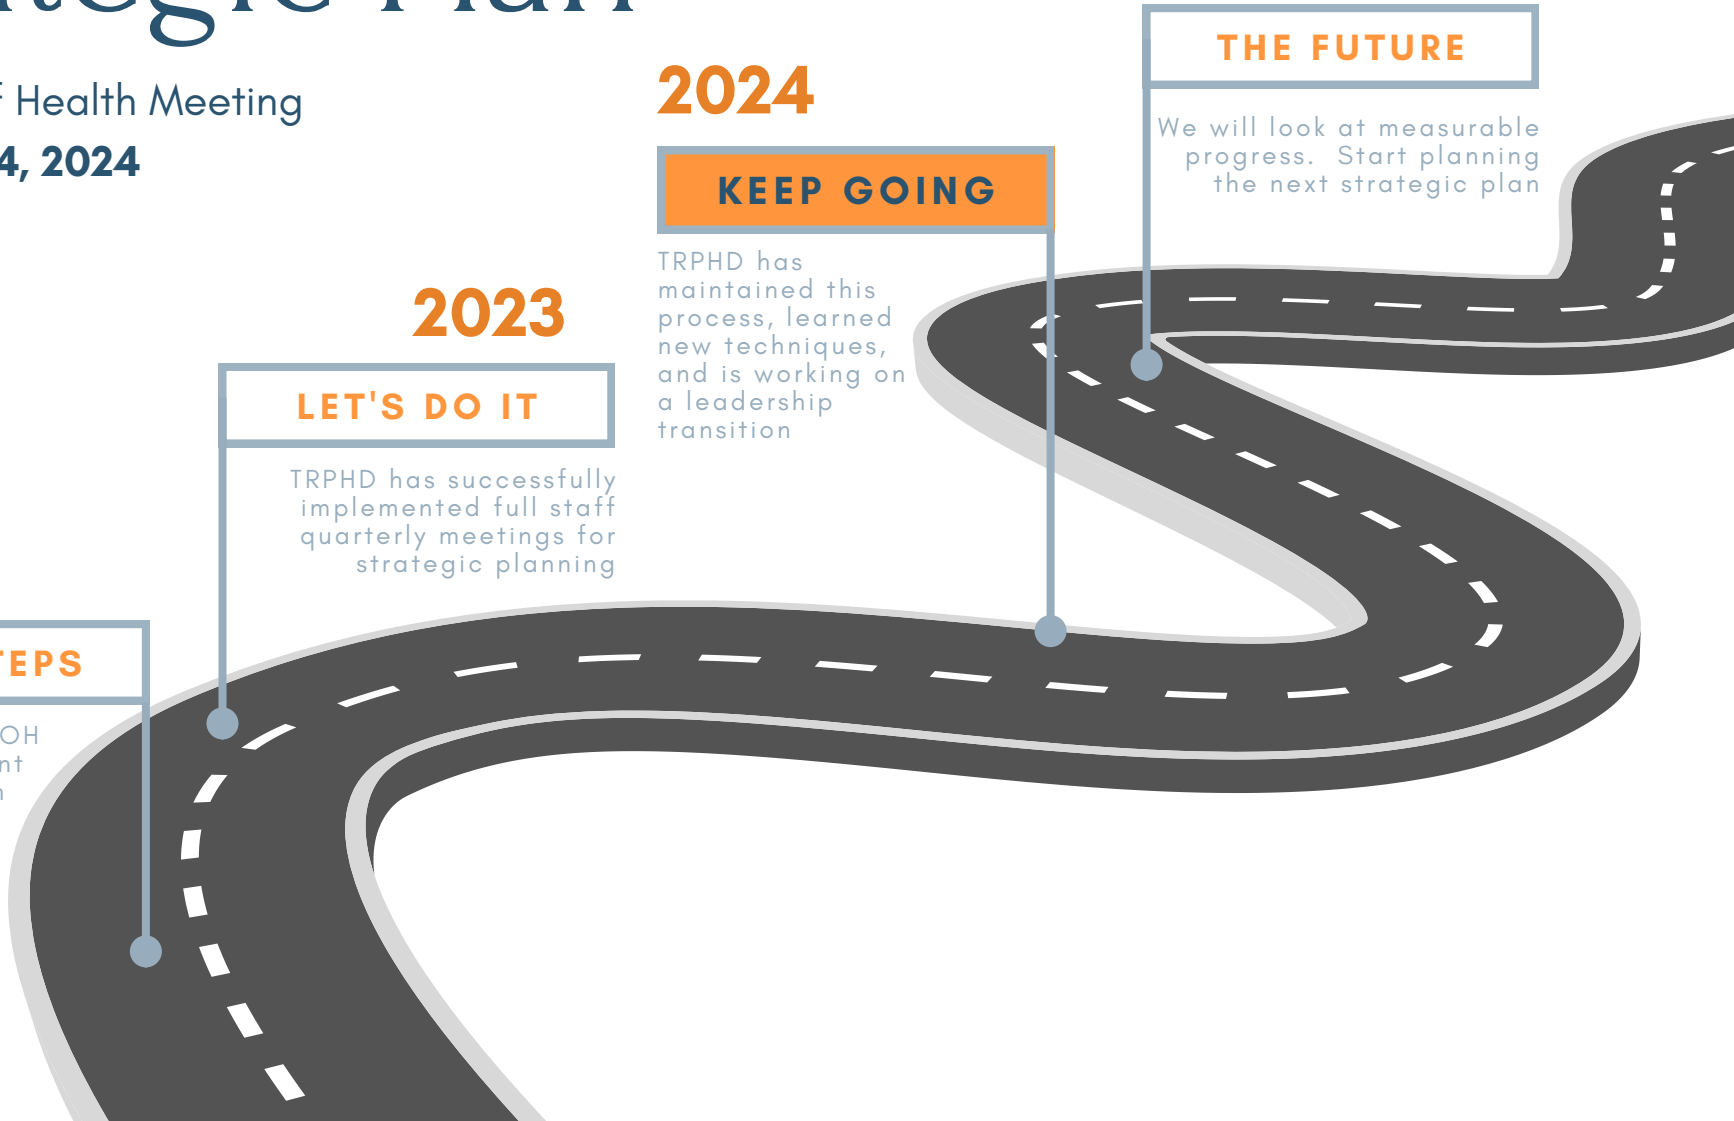 f Health Meeting
4, 2024
THE FUTURE
We will look at measurable
progress. Start planning
the next strategic plan
2024
KEEP GOING
TRPHD has
maintained this
process, learned
new techniques,
and is working on
a leadership
transition
2023
LET'S DO IT
TRPHD has successfully
implemented full staff
quarterly meetings for
strategic planning
TEPS
OH
nt
n